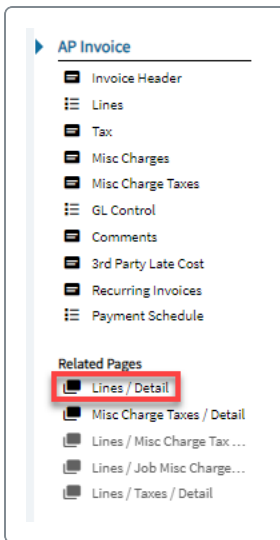 AP Invoice
Invoice Header
Lines
Tax
Misc Charges
Misc Charge Taxes
GL Control
Comments
3rd Party Late Cost
Recurring Invoices
Payment Schedule
Related Pages
Lines / Detail
Misc Charge Taxes / Detail
Lines / Misc Charge Tax ...
Lines / Job Misc Charge...
Lines / Taxes / Detail